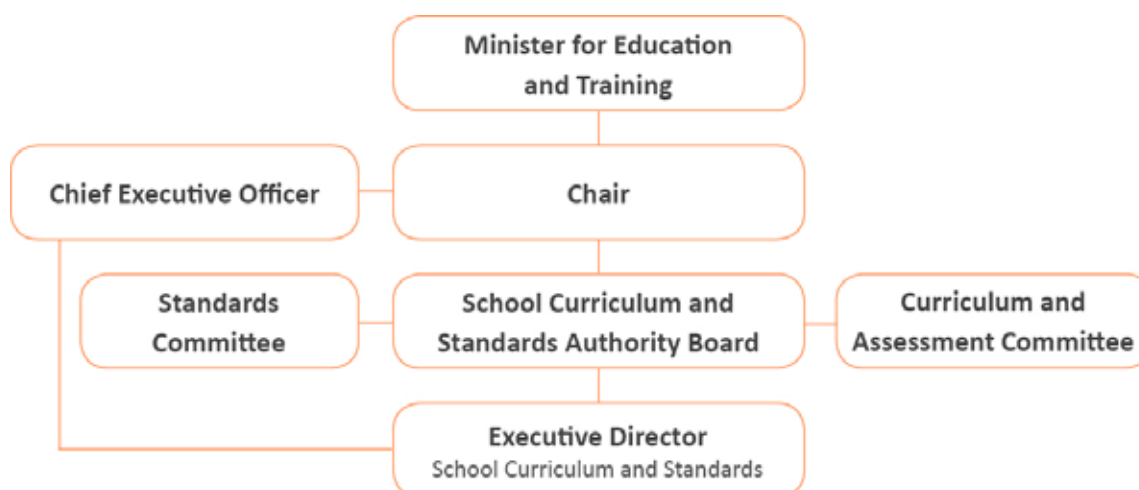 Minister for Education
and Training
Chief Executive Officer
Chair
Standards
Committee
School Curriculum and
Standards Authority Board
Curriculum and
Assessment Committee
Executive Director
School Curriculum and Standards